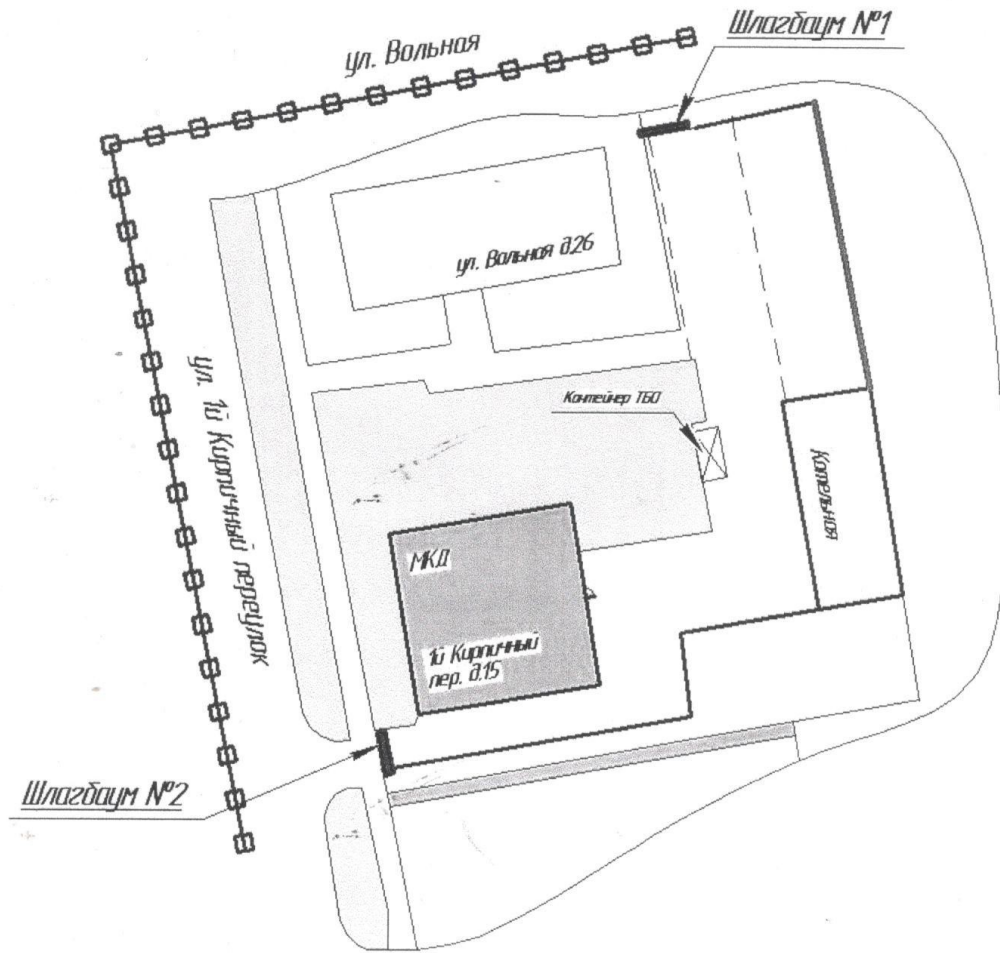 Шлагбаум №1
ул. Вольная
ул. Вольная д.26
ул. 1й Кирпичный переулок
Контейнер ТБО
Котельная
МКД
1й Кирпичный
пер. д.15
Шлагбаум №2